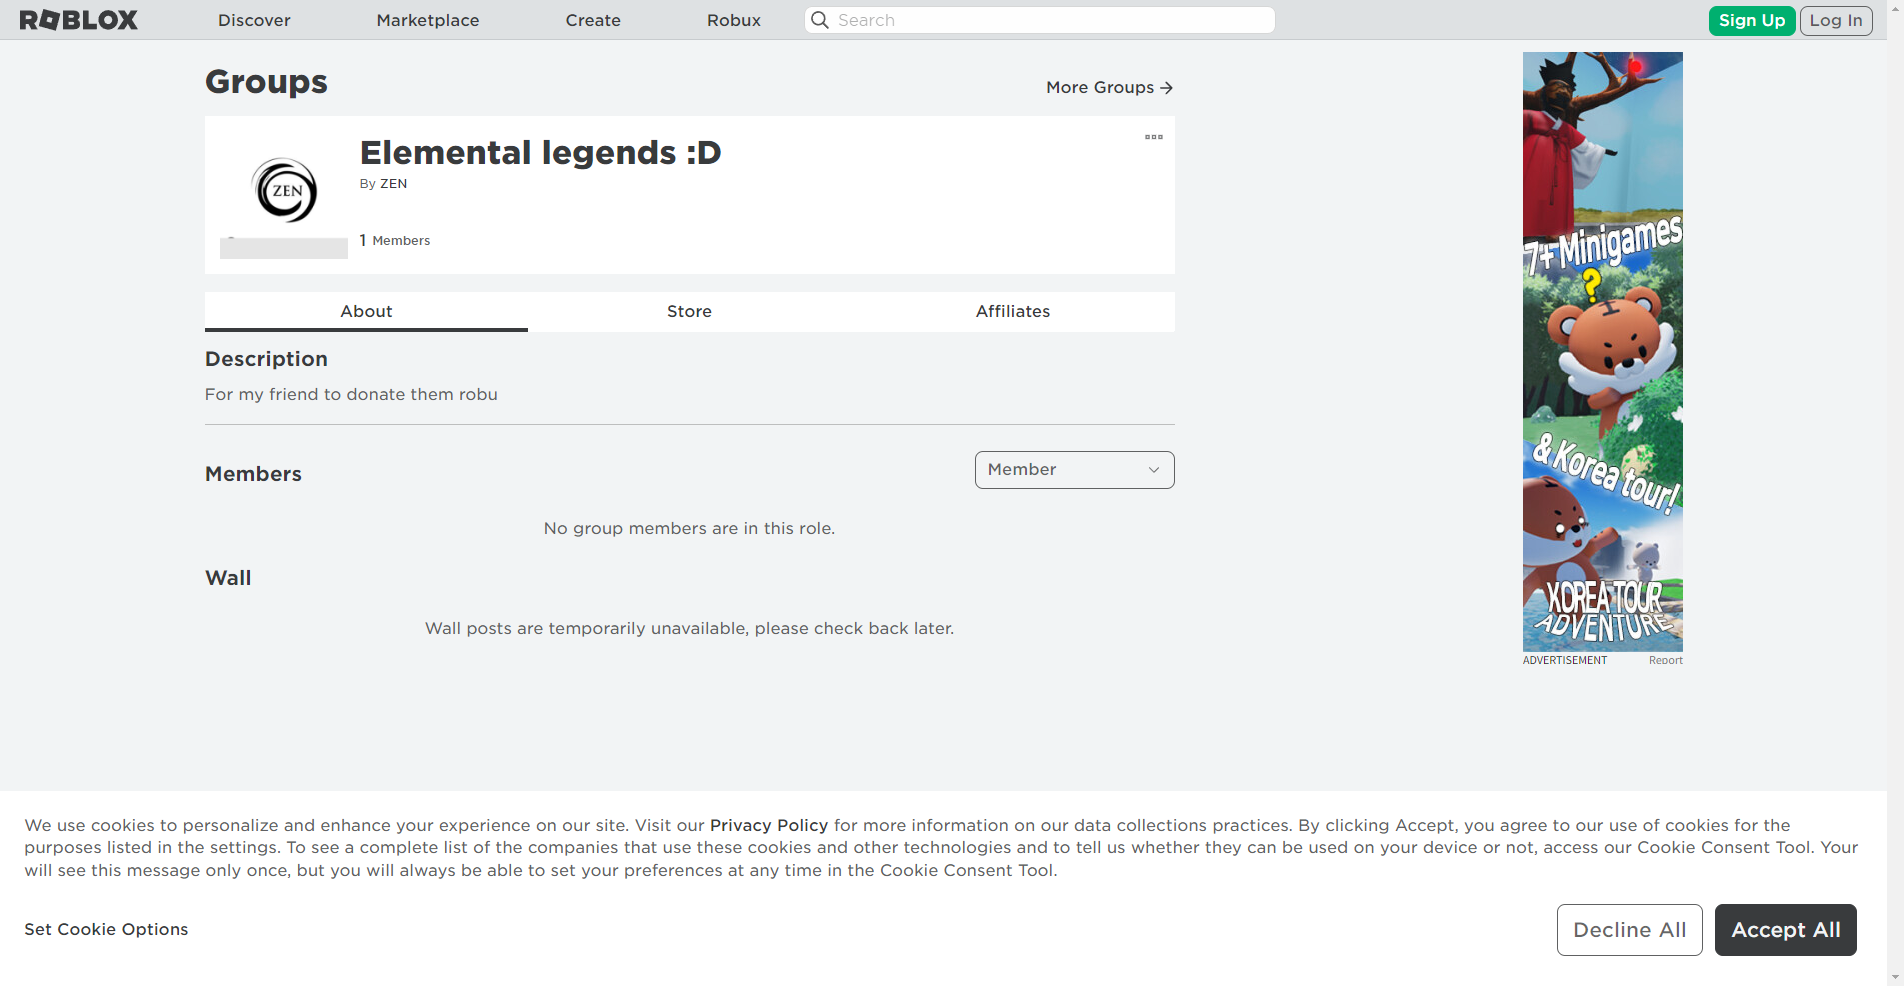 ROBLOX
Discover
Marketplace
Create
Robux
Search
Sign Up
Log In
Groups
More Groups
Elemental legends :D
By ZEN
ZEN
1 Members
About
Store
Affiliates
Description
For my friend to donate them robu
Members
Member
No group members are in this role.
Wall
Wall posts are temporarily unavailable, please check back later.
7+ Minigames
?
& Korea tour!
KOREA TOUR
ADVENTURE
ADVERTISEMENT
Report
We use cookies to personalize and enhance your experience on our site. Visit our Privacy Policy for more information on our data collections practices. By clicking Accept, you agree to our use of cookies for the
purposes listed in the settings. To see a complete list of the companies that use these cookies and other technologies and to tell us whether they can be used on your device or not, access our Cookie Consent Tool. Your
will see this message only once, but you will always be able to set your preferences at any time in the Cookie Consent Tool.
Set Cookie Options
Decline All
Accept All